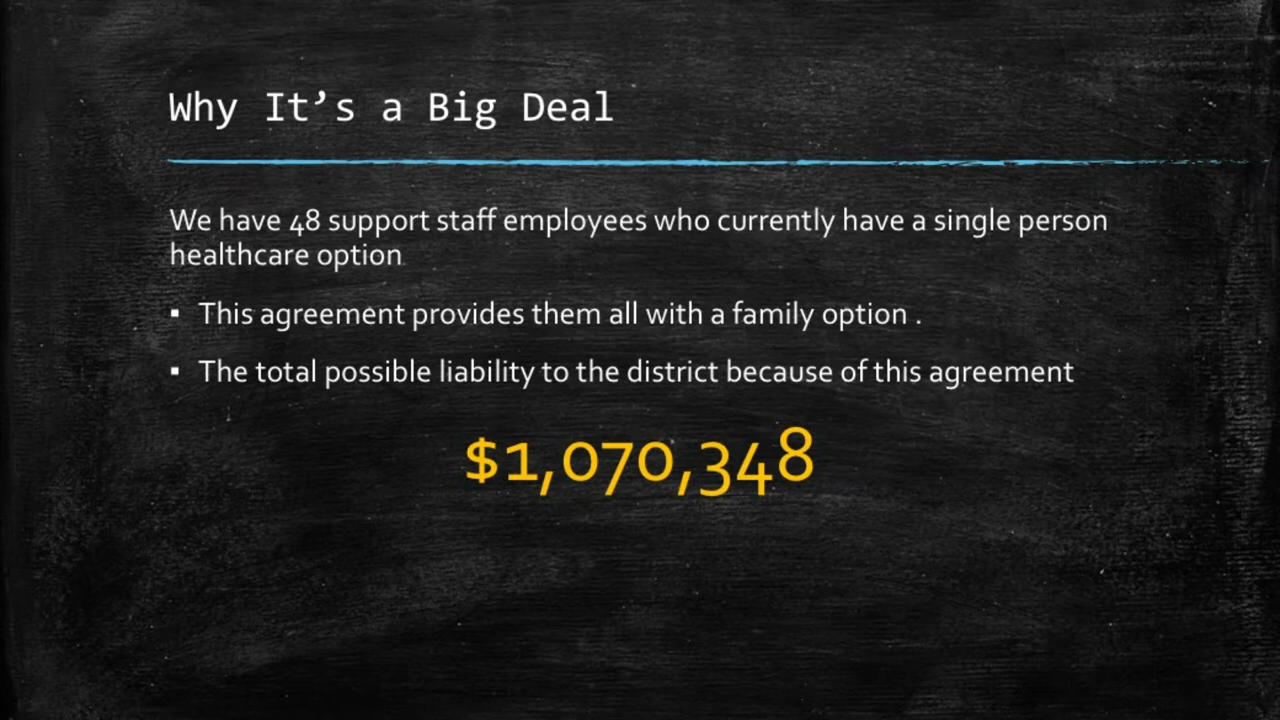 Why It’s a Big Deal
We have 48 support staff employees who currently have a single person
healthcare option
▪ This agreement provides them all with a family option .
▪ The total possible liability to the district because of this agreement
$1,070,348